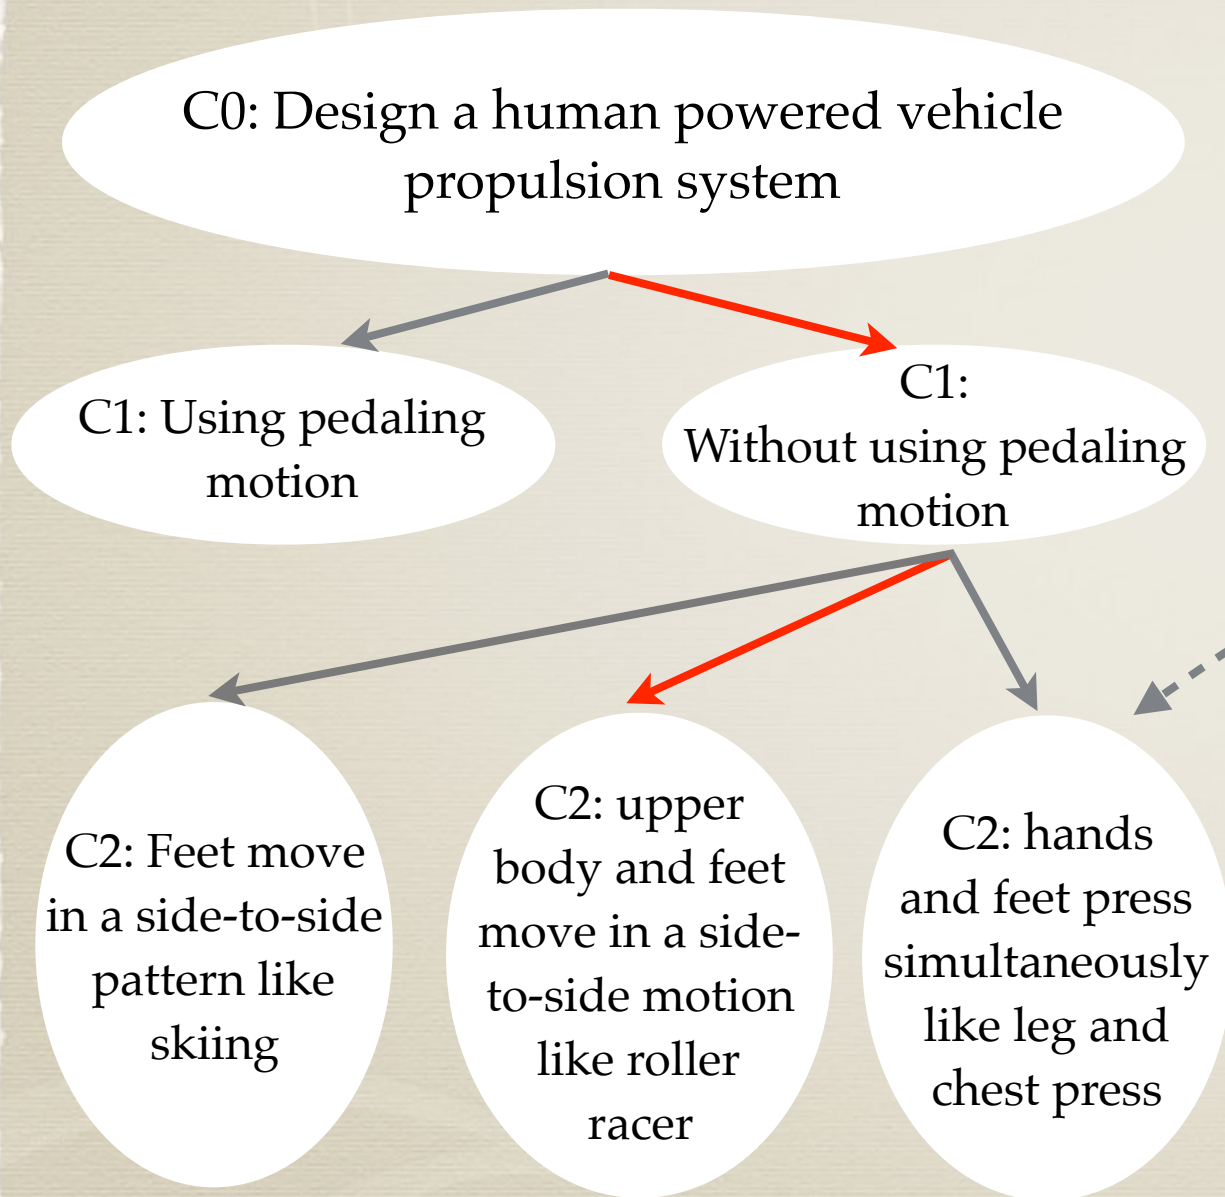 C0: Design a human powered vehicle
propulsion system
C1: Using pedaling
motion
C1:
Without using pedaling
motion
C2: Feet move
in a side-to-side
pattern like
skiing
C2: upper
body and feet
move in a side-
to-side motion
like roller
racer
C2: hands
and feet press
simultaneously
like leg and
chest press